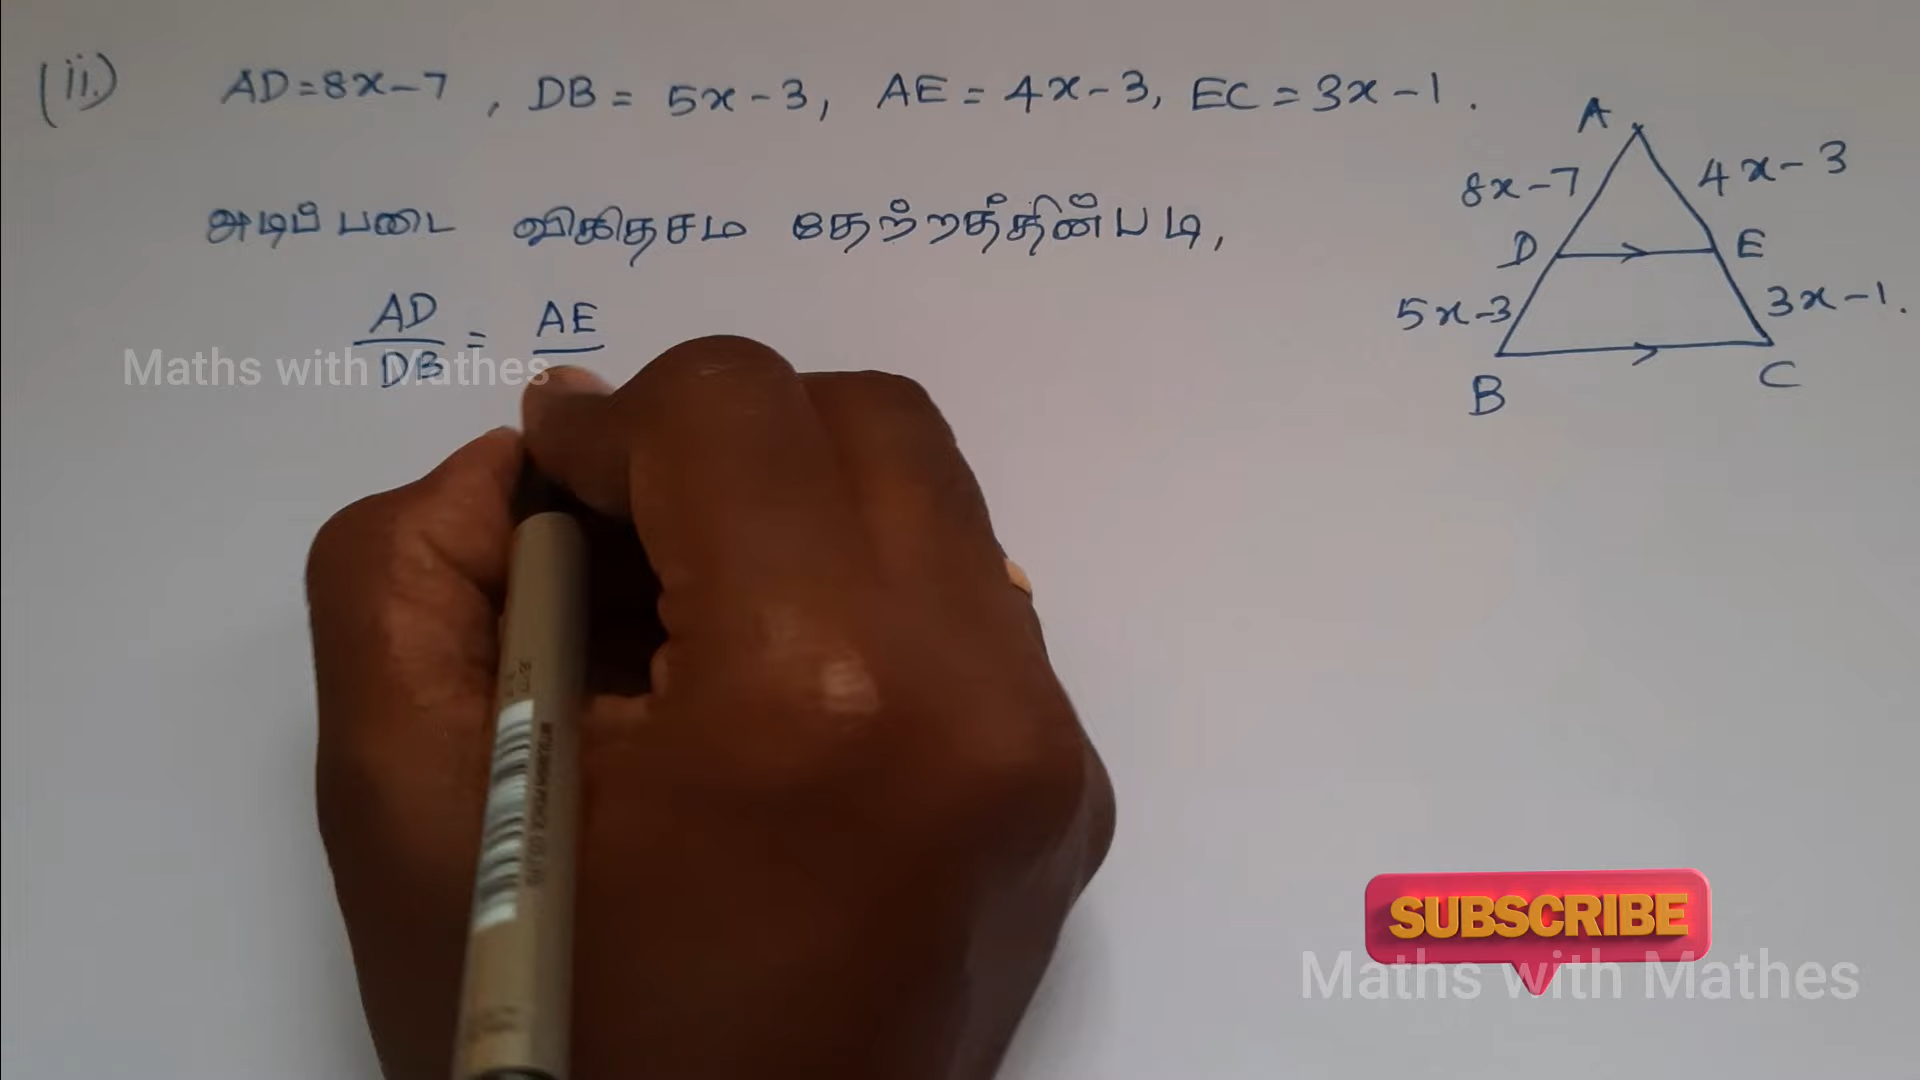 (ii.) AD=8x-7, DB = 5x-3, AE = 4x-3, EC = 3x-1.
A
8x-7 4x-3
அடிப்படை விகிதசம தேற்றத்தின்படி,
D E
AD/DB = AE
5x-3 3x-1.
B C
Maths with Mathes
SUBSCRIBE
Maths with Mathes